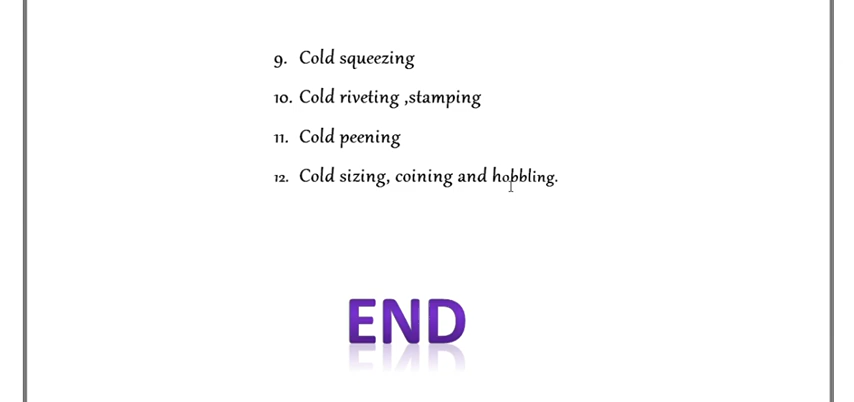 9. Cold squeezing
10. Cold riveting ,stamping
11. Cold peening
12. Cold sizing, coining and hobbling.
END